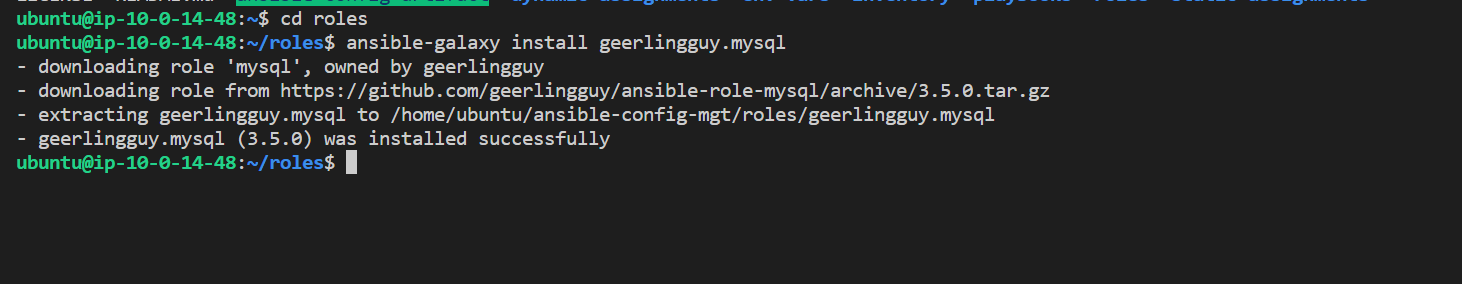 ubuntu@ip-10-0-14-48:~$ cd roles
ubuntu@ip-10-0-14-48:~/roles$ ansible-galaxy install geerlingguy.mysql
- downloading role 'mysql', owned by geerlingguy
- downloading role from https://github.com/geerlingguy/ansible-role-mysql/archive/3.5.0.tar.gz
- extracting geerlingguy.mysql to /home/ubuntu/ansible-config-mgt/roles/geerlingguy.mysql
- geerlingguy.mysql (3.5.0) was installed successfully
ubuntu@ip-10-0-14-48:~/roles$